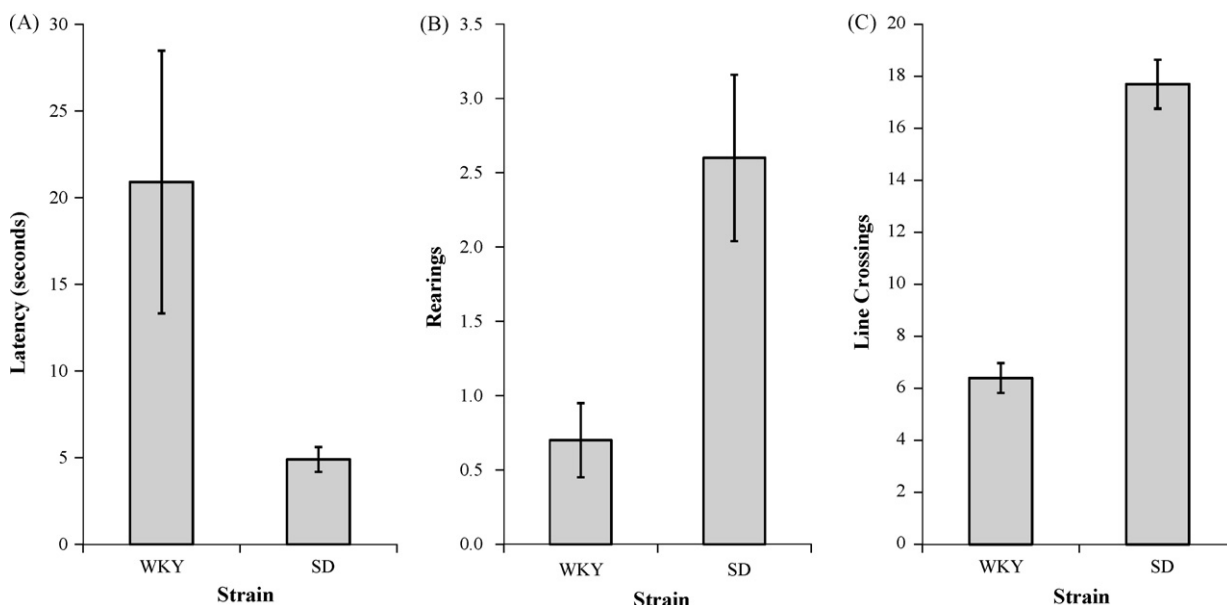 (A)
30
25
20
15
10
5
0
Latency (seconds)
WKY
SD
Strain
(B)
3.5
3.0
2.5
2.0
1.5
1.0
0.5
0.0
Rearings
WKY
SD
Strain
(C)
20
18
16
14
12
10
8
6
4
2
0
Line Crossings
WKY
SD
Strain